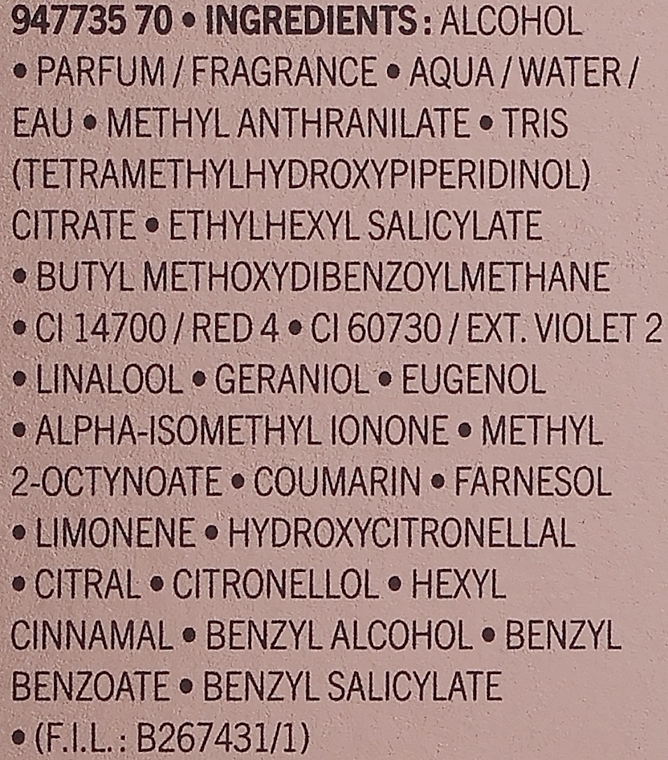 947735 70 • INGREDIENTS: ALCOHOL
• PARFUM / FRAGRANCE • AQUA / WATER /
EAU • METHYL ANTHRANILATE • TRIS
(TETRAMETHYLHYDROXYPIPERIDINOL)
CITRATE • ETHYLHEXYL SALICYLATE
• BUTYL METHOXYDIBENZOYLMETHANE
• CI 14700 / RED 4 • CI 60730 / EXT. VIOLET 2
• LINALOOL • GERANIOL • EUGENOL
• ALPHA-ISOMETHYL IONONE • METHYL
2-OCTYNOATE • COUMARIN • FARNESOL
• LIMONENE • HYDROXYCITRONELLAL
• CITRAL • CITRONELLOL • HEXYL
CINNAMAL • BENZYL ALCOHOL • BENZYL
BENZOATE • BENZYL SALICYLATE
• (F.I.L.: B267431/1)